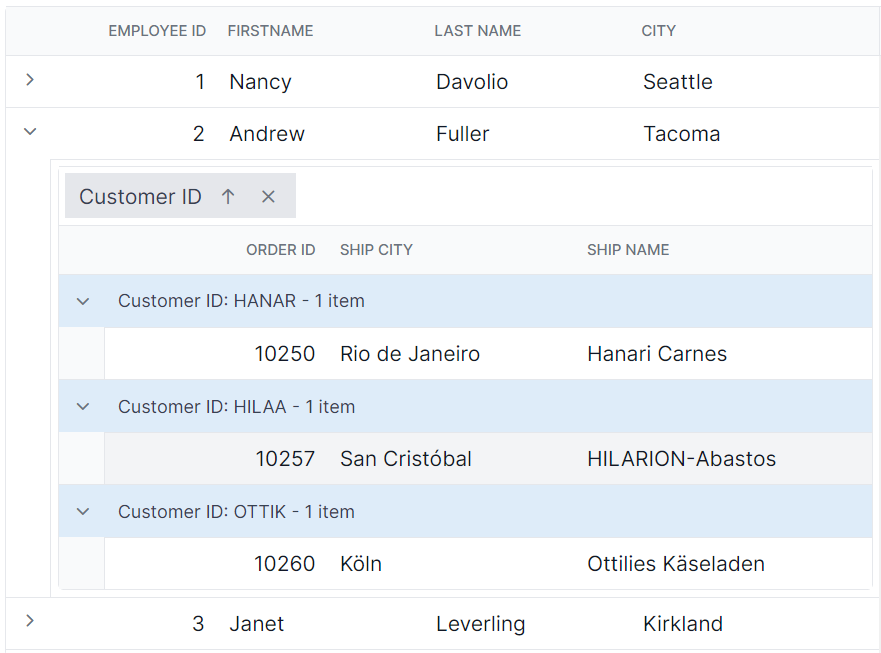 EMPLOYEE ID FIRSTNAME LAST NAME CITY
1 Nancy Davolio Seattle
2 Andrew Fuller Tacoma
Customer ID
ORDER ID SHIP CITY SHIP NAME
Customer ID: HANAR - 1 item
10250 Rio de Janeiro Hanari Carnes
Customer ID: HILAA - 1 item
10257 San Cristóbal HILARION-Abastos
Customer ID: OTTIK - 1 item
10260 Köln Ottilies Käseladen
3 Janet Leverling Kirkland